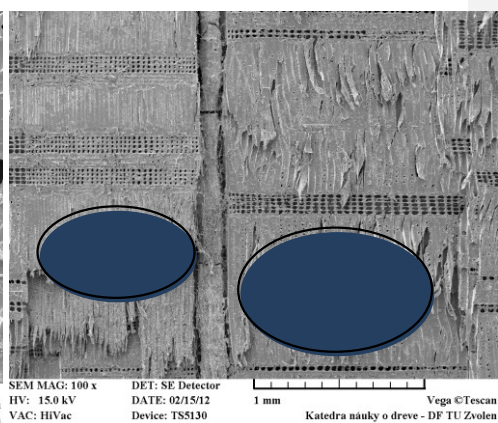 SEM MAG: 100 x DET: SE Detector
HV: 15.0 kV DATE: 02/15/12 1 mm Vega ©Tescan
VAC: HiVac Device: TS5130 Katedra náuky o dreve - DF TU Zvolen